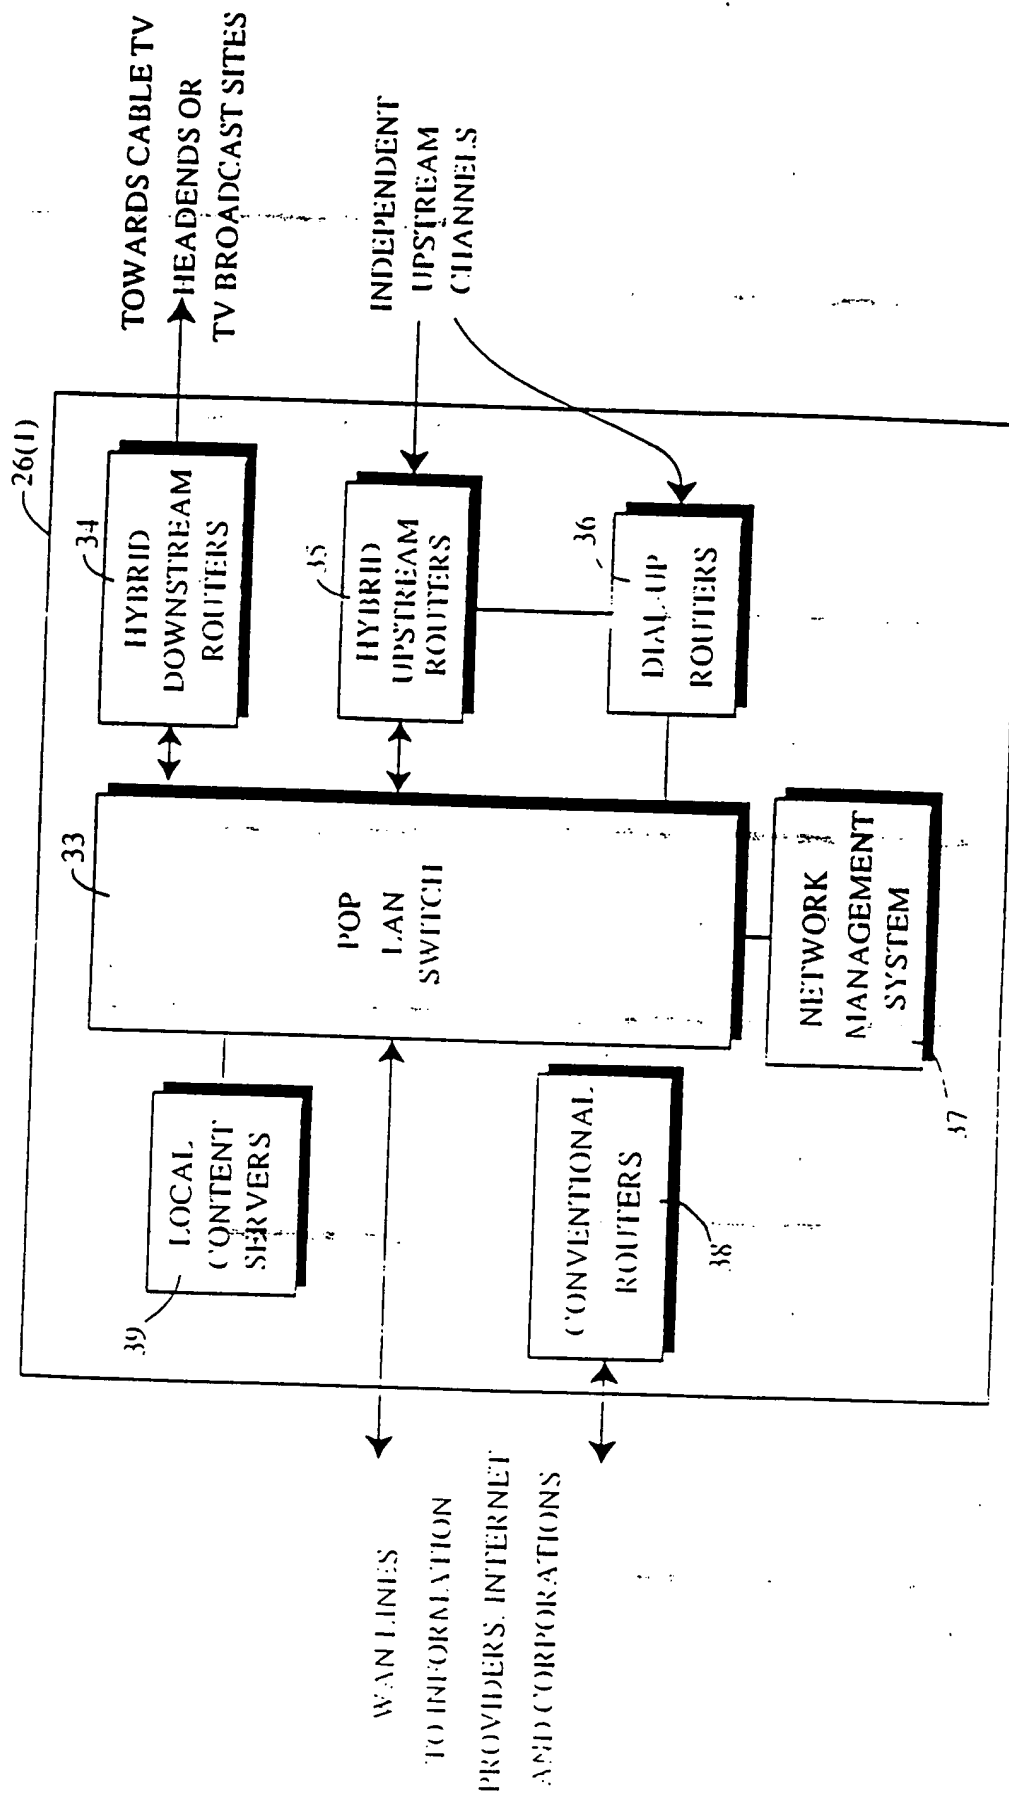 26(1)
39
LOCAL
CONTENT
SERVERS
33
POP
LAN
SWITCH
34
HYBRID
DOWNSTREAM
ROUTERS
TOWARDS CABLE TV
HEADENDS OR
TV BROADCAST SITES
35
HYBRID
UPSTREAM
ROUTERS
INDEPENDENT
UPSTREAM
CHANNELS
36
DIAL-UP
ROUTERS
WAN LINES
TO INFORMATION
PROVIDERS, INTERNET
AND CORPORATIONS
CONVENTIONAL
ROUTERS
38
NETWORK
MANAGEMENT
SYSTEM
37